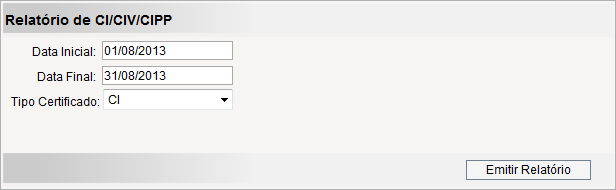 Relatório de CI/CIV/CIPP
Data Inicial: 01/08/2013
Data Final: 31/08/2013
Tipo Certificado: CI
Emitir Relatório